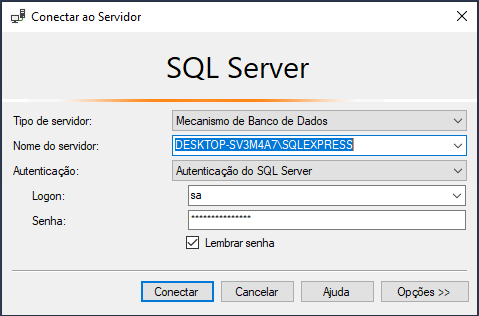 Conectar ao Servidor
SQL Server
Tipo de servidor: Mecanismo de Banco de Dados
Nome do servidor: DESKTOP-SV3M4A7\SQLEXPRESS
Autenticação: Autenticação do SQL Server
Logon: sa
Senha: ***************
Lembrar senha
Conectar Cancelar Ajuda Opções >>